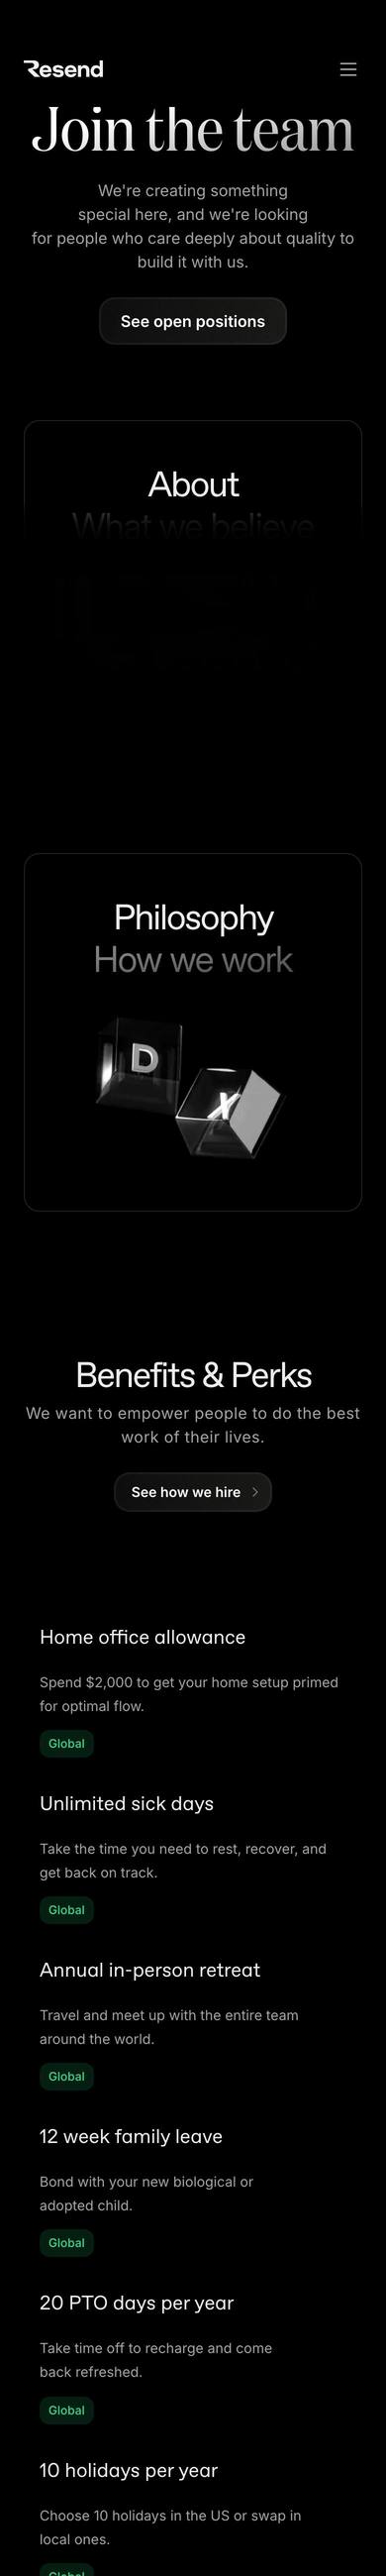 Resend
Join the team
We're creating something
special here, and we're looking
for people who care deeply about quality to
build it with us.
See open positions
About
What we believe
Philosophy
How we work
D
X
Benefits & Perks
We want to empower people to do the best
work of their lives.
See how we hire
Home office allowance
Spend $2,000 to get your home setup primed
for optimal flow.
Global
Unlimited sick days
Take the time you need to rest, recover, and
get back on track.
Global
Annual in-person retreat
Travel and meet up with the entire team
around the world.
Global
12 week family leave
Bond with your new biological or
adopted child.
Global
20 PTO days per year
Take time off to recharge and come
back refreshed.
Global
10 holidays per year
Choose 10 holidays in the US or swap in
local ones.
Global